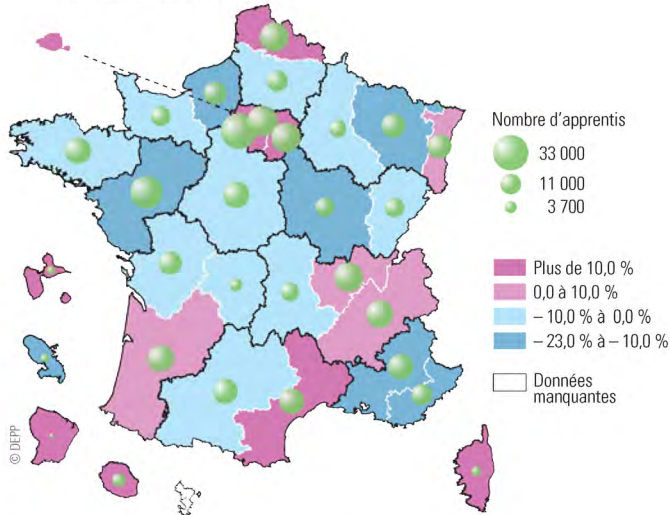 Nombre d'apprentis
33 000
11 000
3 700
Plus de 10,0 %
0,0 à 10,0 %
– 10,0 % à 0,0 %
– 23,0 % à – 10,0 %
Données
manquantes
© DEPP